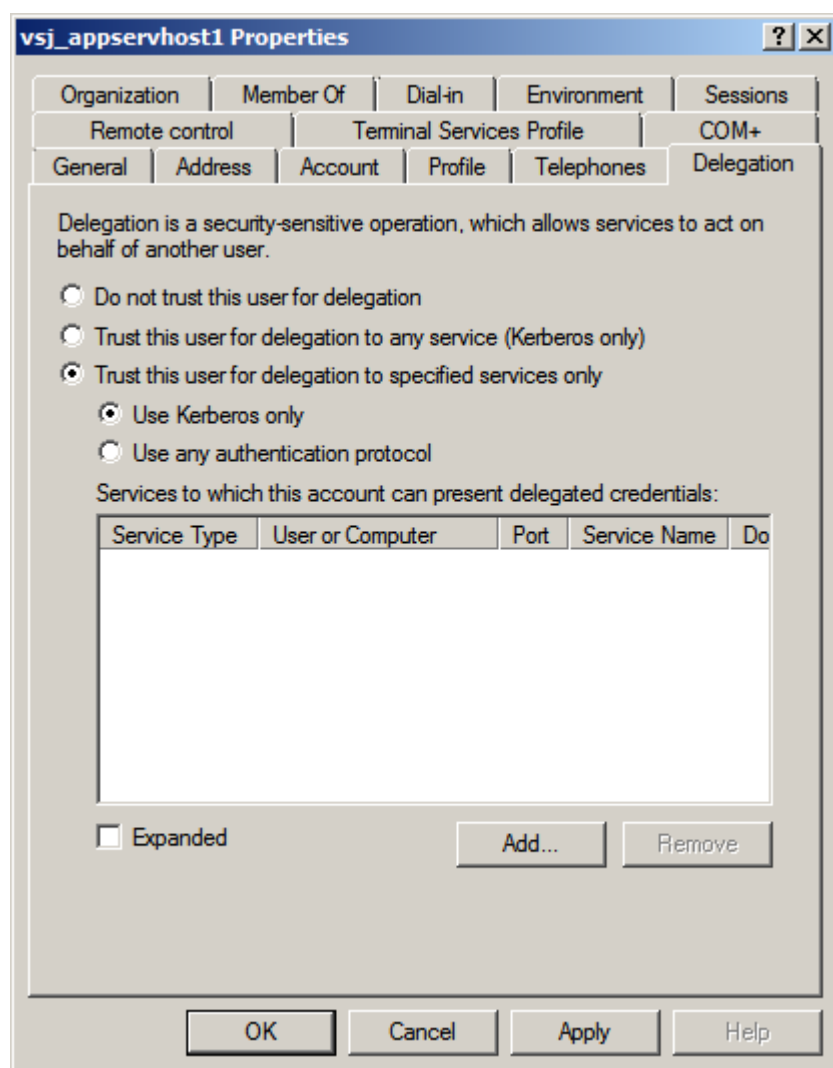 vsj_appservhost1 Properties
Organization Member Of Dial-in Environment Sessions
Remote control Terminal Services Profile COM+
General Address Account Profile Telephones Delegation
Delegation is a security-sensitive operation, which allows services to act on
behalf of another user.
Do not trust this user for delegation
Trust this user for delegation to any service (Kerberos only)
Trust this user for delegation to specified services only
Use Kerberos only
Use any authentication protocol
Services to which this account can present delegated credentials:
Service Type User or Computer Port Service Name Do
Expanded Add... Remove
OK Cancel Apply Help